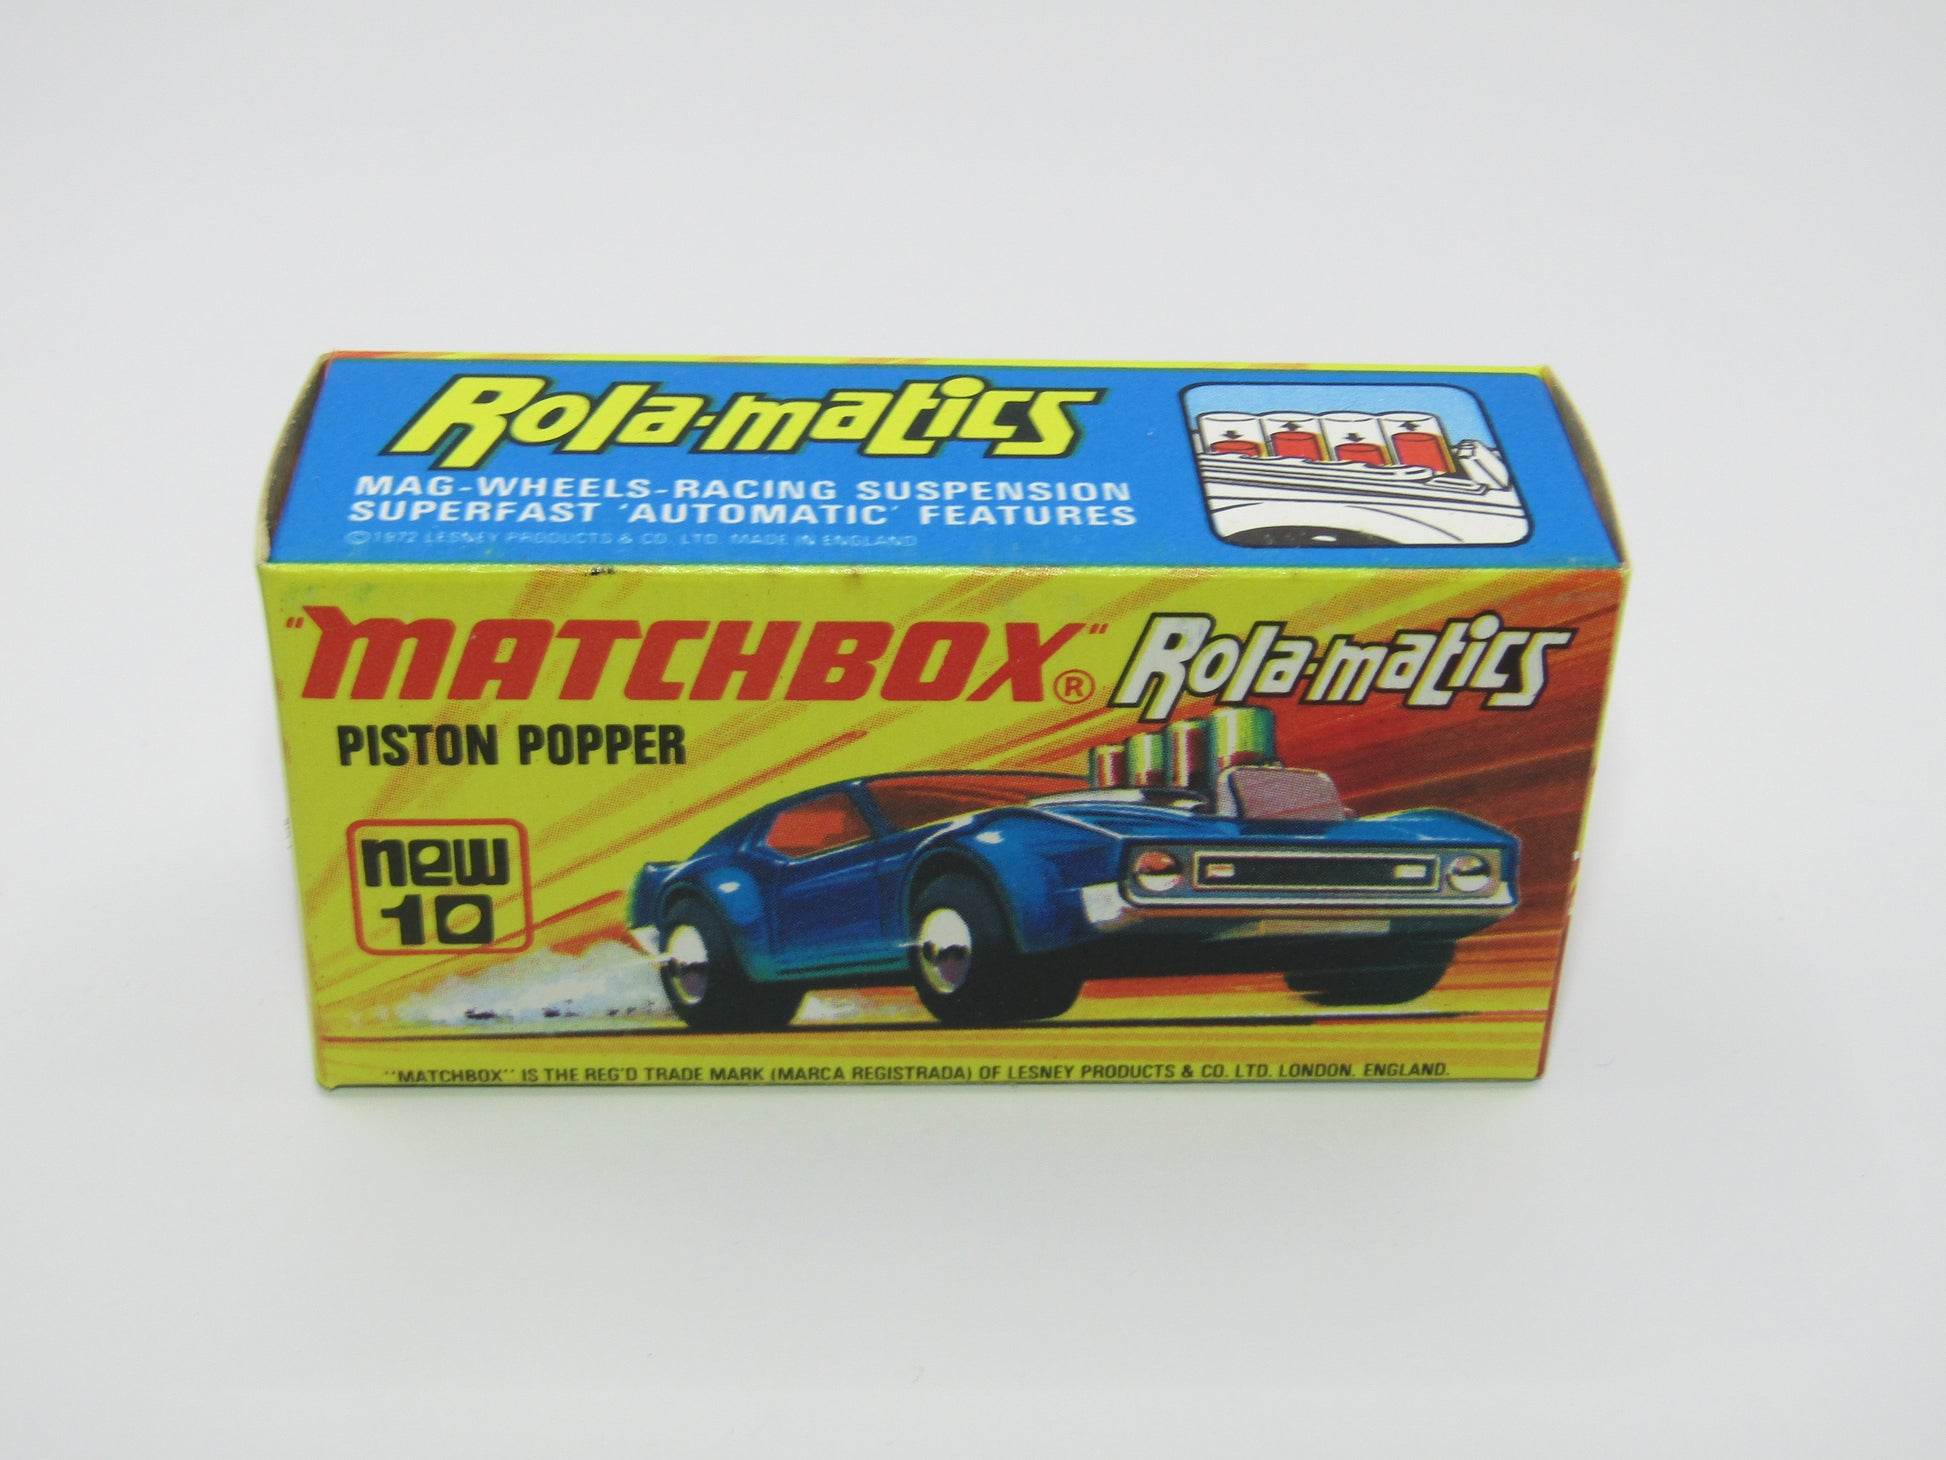 Rola-matics
MAG-WHEELS-RACING SUSPENSION
SUPERFAST 'AUTOMATIC' FEATURES
©1972 LESNEY PRODUCTS & CO. LTD. MADE IN ENGLAND
"MATCHBOX"® Rola-matics
PISTON POPPER
new
10
"MATCHBOX" IS THE REG'D TRADE MARK (MARCA REGISTRADA) OF LESNEY PRODUCTS & CO. LTD. LONDON. ENGLAND.